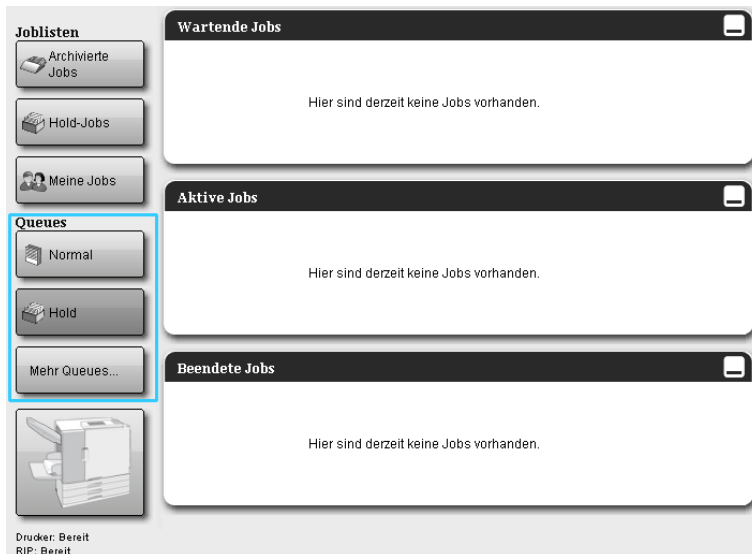 Joblisten
Archivierte
Jobs
Hold-Jobs
Meine Jobs
Queues
Normal
Hold
Mehr Queues...
Drucker: Bereit
RIP: Bereit
Wartende Jobs
Hier sind derzeit keine Jobs vorhanden.
Aktive Jobs
Hier sind derzeit keine Jobs vorhanden.
Beendete Jobs
Hier sind derzeit keine Jobs vorhanden.